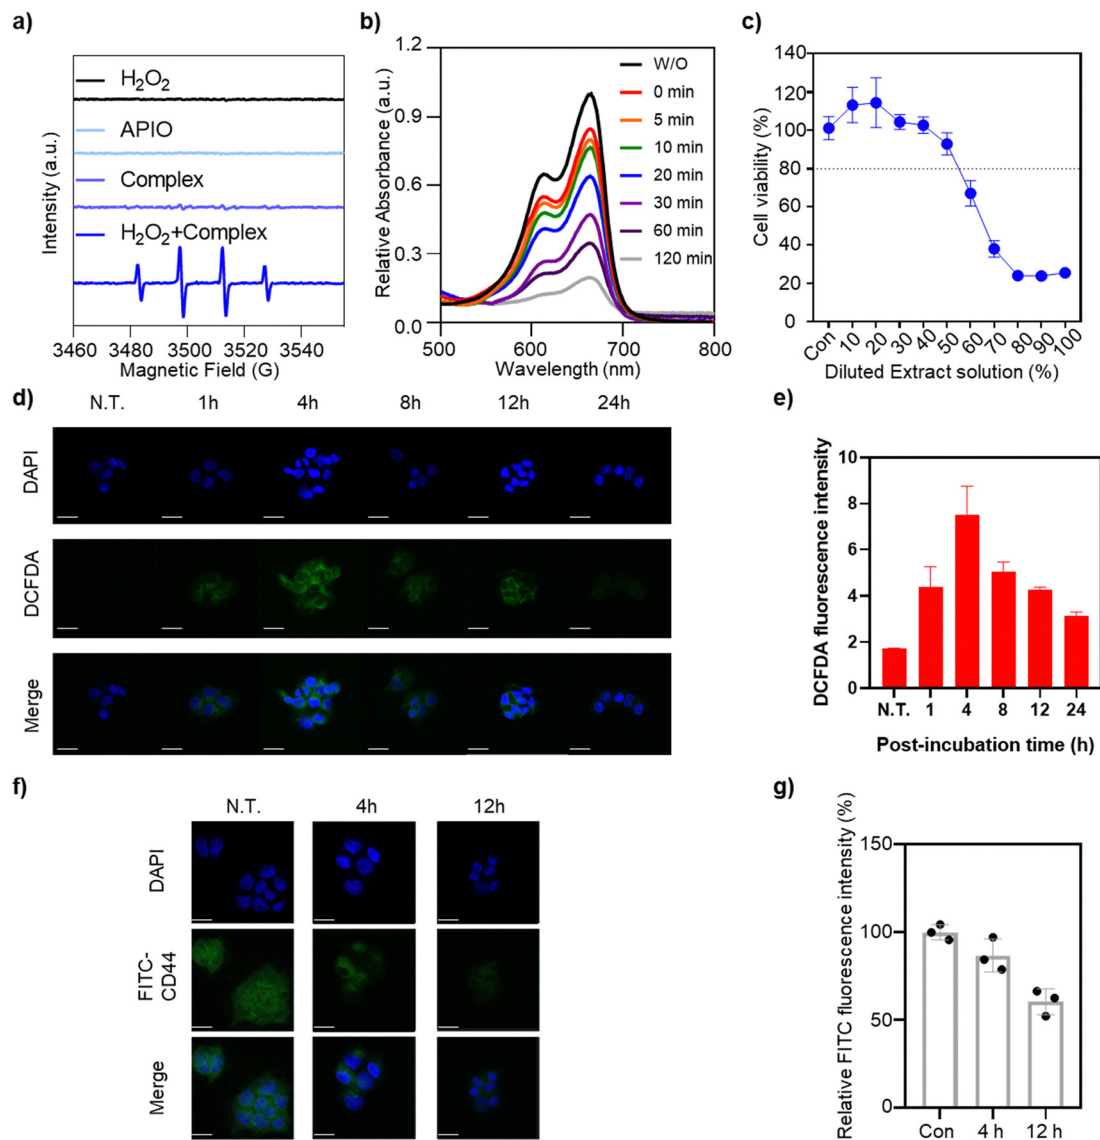 a)
H2O2
APIO
Complex
H2O2+Complex
Intensity (a.u.)
3460 3480 3500 3520 3540
Magnetic Field (G)
b)
1.2
0.9
0.6
0.3
0.0
Relative Absorbance (a.u.)
W/O
0 min
5 min
10 min
20 min
30 min
60 min
120 min
500 600 700 800
Wavelength (nm)
c)
140
120
100
80
60
40
20
0
Cell viability (%)
Con 10 20 30 40 50 60 70 80 90 100
Diluted Extract solution (%)
d)
N.T. 1h 4h 8h 12h 24h
DAPI
DCFDA
Merge
e)
10
8
6
4
2
0
DCFDA fluorescence intensity
N.T. 1 4 8 12 24
Post-incubation time (h)
f)
N.T. 4h 12h
DAPI
FITC-
CD44
Merge
g)
150
100
50
0
Relative FITC fluorescence intensity (%)
Con 4 h 12 h